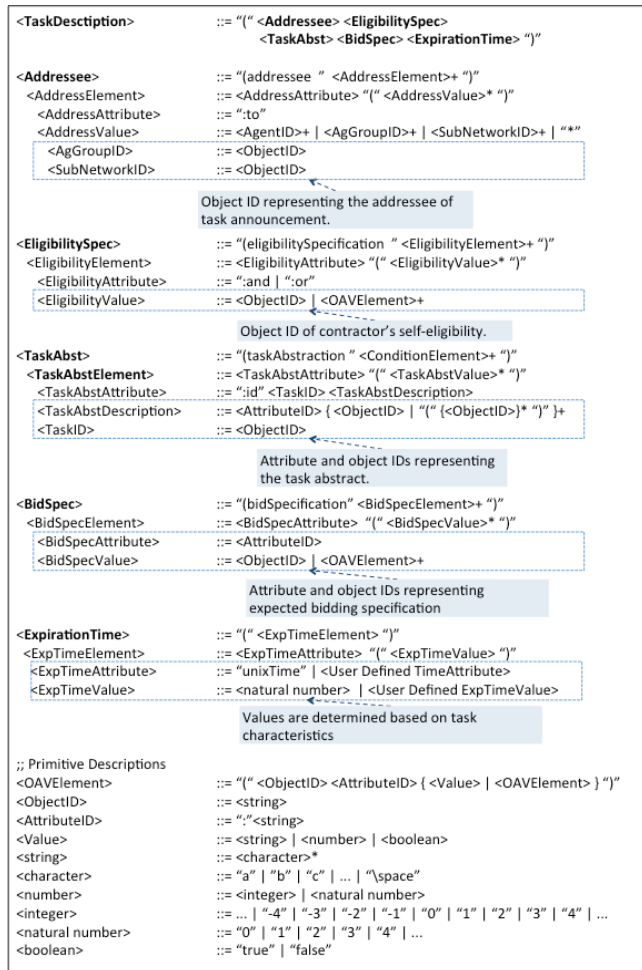 <TaskDesctiption> ::= “(“ <Addressee> <EligibilitySpec>
<TaskAbst> <BidSpec> <ExpirationTime> “)”
<Addressee> ::= “(addressee ” <AddressElement>+ “)”
<AddressElement> ::= <AddressAttribute> “(“ <AddressValue>* “)”
<AddressAttribute> ::= “:to”
<AddressValue> ::= <AgentID>+ | <AgGroupID>+ | <SubNetworkID>+ | “*”
<AgGroupID> ::= <ObjectID>
<SubNetworkID> ::= <ObjectID>
Object ID representing the addressee of
task announcement.
<EligibilitySpec> ::= “(eligibilitySpecification ” <EligibilityElement>+ “)”
<EligibilityElement> ::= <EligibilityAttribute> “(“ <EligibilityValue>* “)”
<EligibilityAttribute> ::= “:and | “:or”
<EligibilityValue> ::= <ObjectID> | <OAVElement>+
Object ID of contractor’s self-eligibility.
<TaskAbst> ::= “(taskAbstraction ” <ConditionElement>+ “)”
<TaskAbstElement> ::= <TaskAbstAttribute> “(“ <TaskAbstValue>* “)”
<TaskAbstAttribute> ::= “:id” <TaskID> <TaskAbstDescription>
<TaskAbstDescription> ::= <AttributeID> { <ObjectID> | “(“ {<ObjectID>}* “)” }+
<TaskID> ::= <ObjectID>
Attribute and object IDs representing
the task abstract.
<BidSpec> ::= “(bidSpecification” <BidSpecElement>+ “)”
<BidSpecElement> ::= <BidSpecAttribute> “(“ <BidSpecValue>* “)”
<BidSpecAttribute> ::= <AttributeID>
<BidSpecValue> ::= <ObjectID> | <OAVElement>+
Attribute and object IDs representing
expected bidding specification
<ExpirationTime> ::= “(“ <ExpTimeElement> “)”
<ExpTimeElement> ::= <ExpTimeAttribute> “(“ <ExpTimeValue> “)”
<ExpTimeAttribute> ::= “unixTime” | <User Defined TimeAttribute>
<ExpTimeValue> ::= <natural number> | <User Defined ExpTimeValue>
Values are determined based on task
characteristics
;; Primitive Descriptions
<OAVElement> ::= “(“ <ObjectID> <AttributeID> { <Value> | <OAVElement> } “)”
<ObjectID> ::= <string>
<AttributeID> ::= “:”<string>
<Value> ::= <string> | <number> | <boolean>
<string> ::= <character>*
<character> ::= “a” | ”b” | ”c” | ... | “\space”
<number> ::= <integer> | <natural number>
<integer> ::= ... | “-4” | “-3” | “-2” | “-1” | “0” | “1” | “2” | “3” | “4” | ...
<natural number> ::= “0” | “1” | “2” | “3” | “4” | ...
<boolean> ::= “true” | “false”